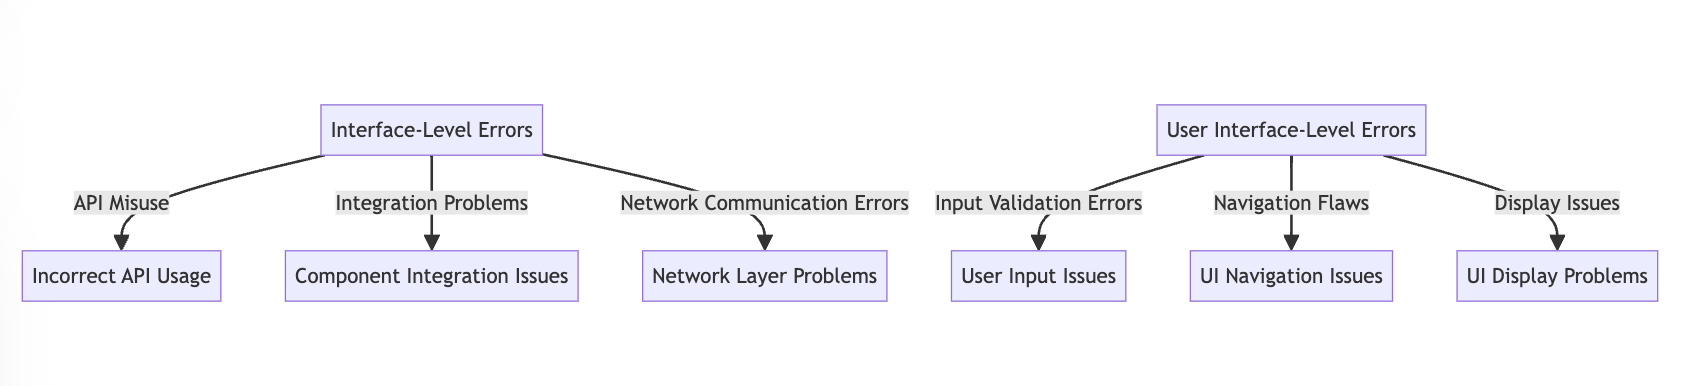 Interface-Level Errors
User Interface-Level Errors
API Misuse
Integration Problems
Network Communication Errors
Input Validation Errors
Navigation Flaws
Display Issues
Incorrect API Usage
Component Integration Issues
Network Layer Problems
User Input Issues
UI Navigation Issues
UI Display Problems